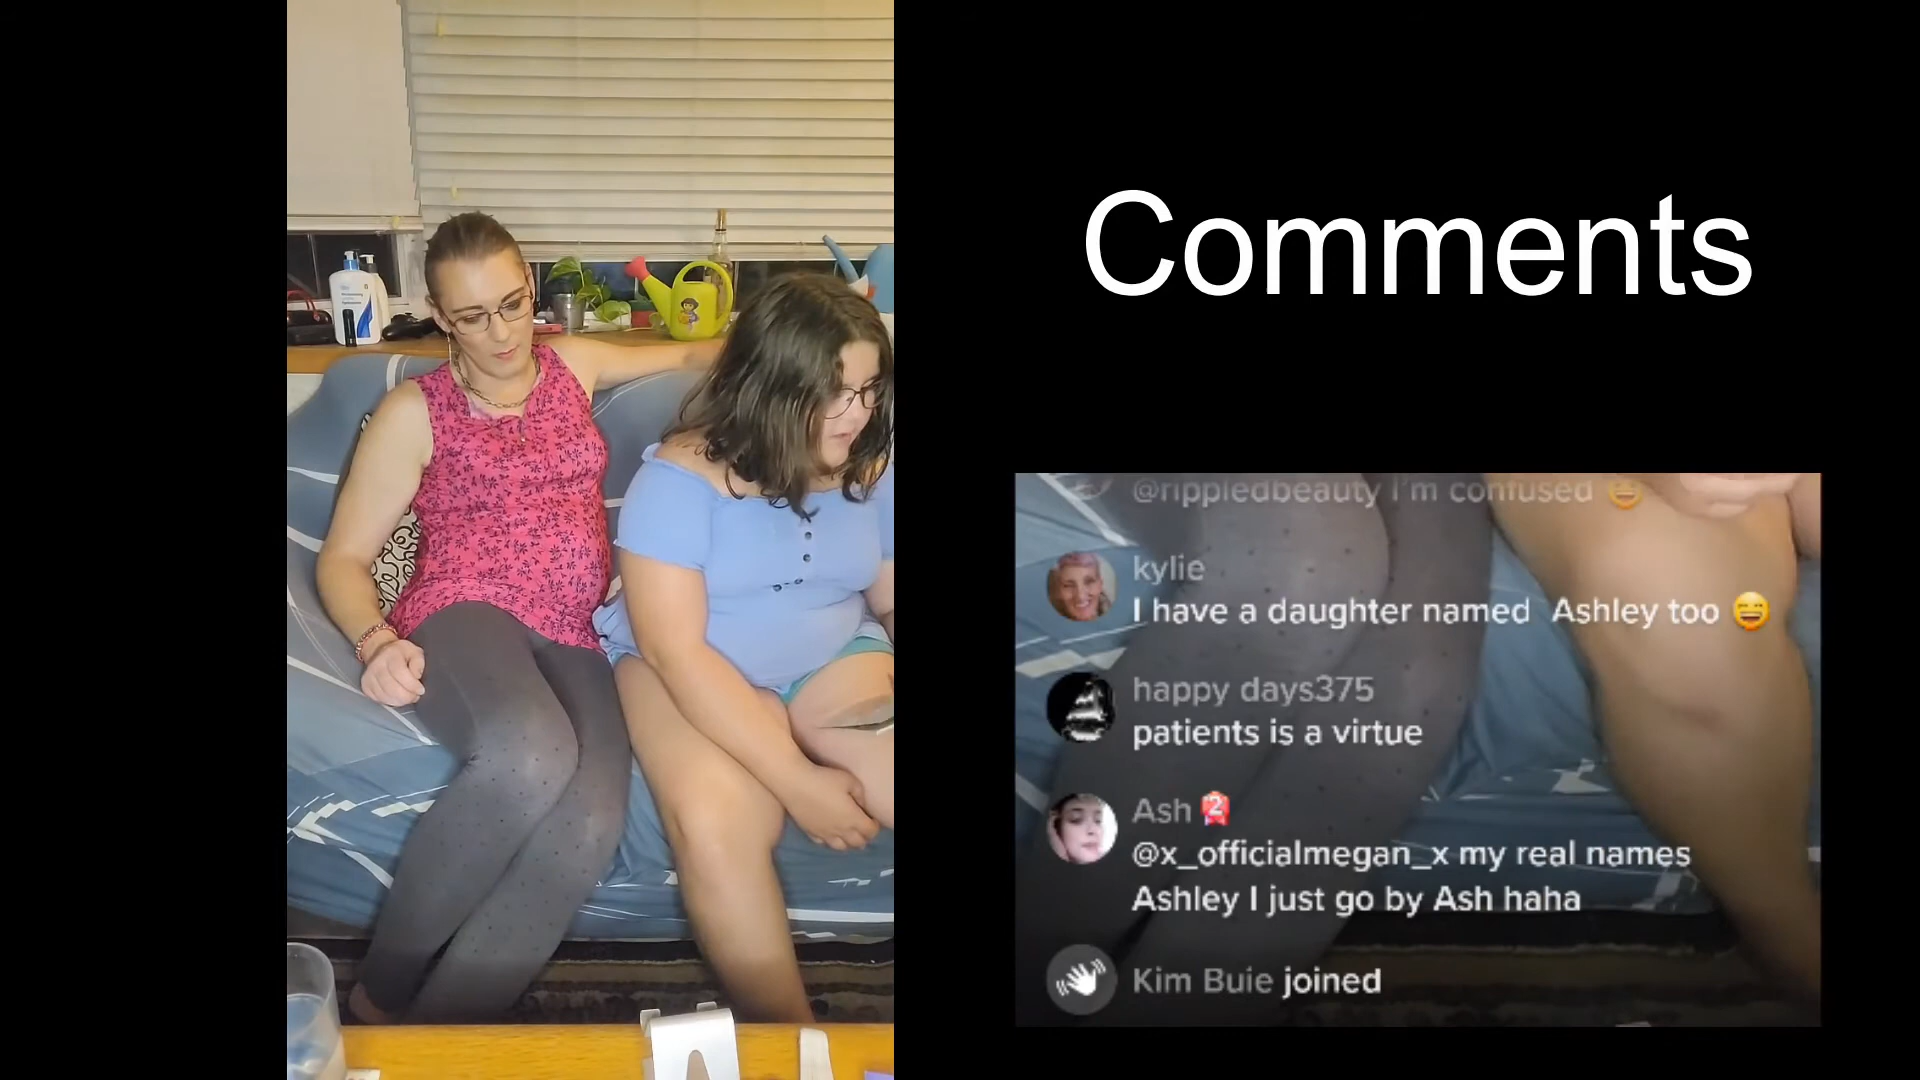 Comments
@rippledbeauty I'm confused 😄
kylie
I have a daughter named Ashley too 😄
happy days375
patients is a virtue
Ash 2
@x_officialmegan_x my real names
Ashley I just go by Ash haha
Kim Buie joined